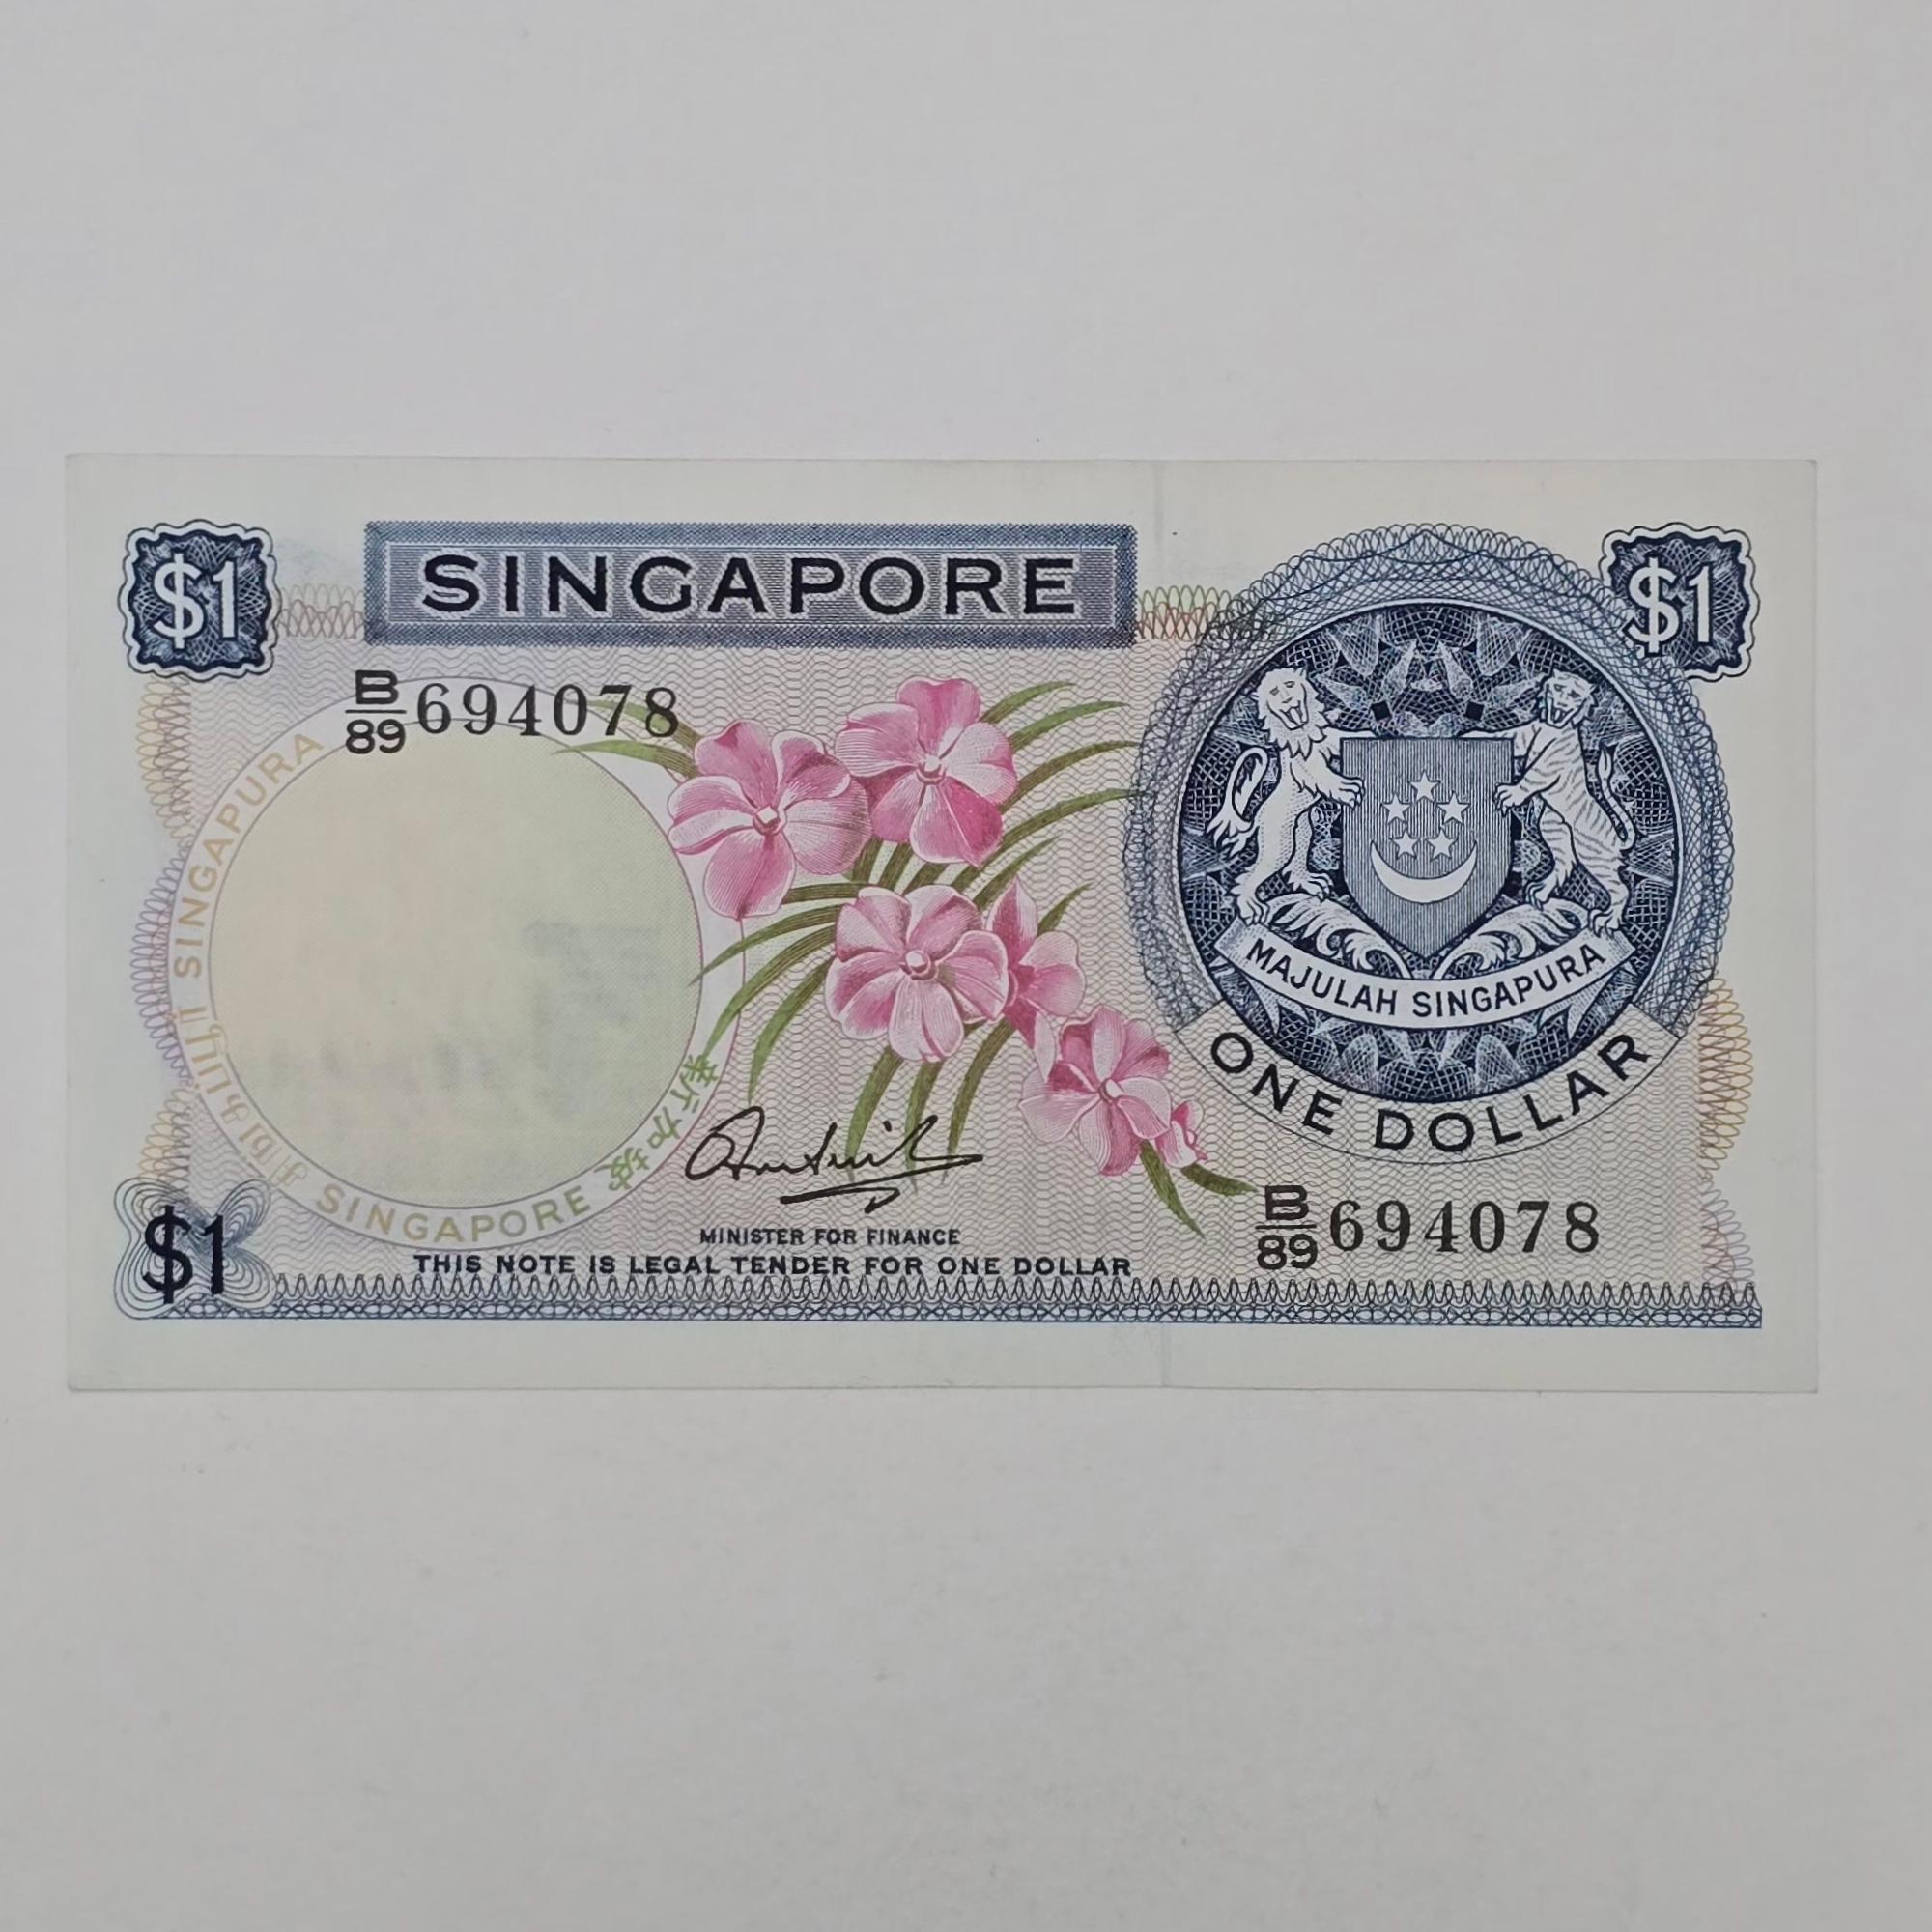 $1
SINGAPORE
$1
B/89 694078
SINGAPURA
சிங்கப்பூர்
SINGAPORE
新加坡
MAJULAH SINGAPURA
ONE DOLLAR
MINISTER FOR FINANCE
THIS NOTE IS LEGAL TENDER FOR ONE DOLLAR
B/89 694078
$1